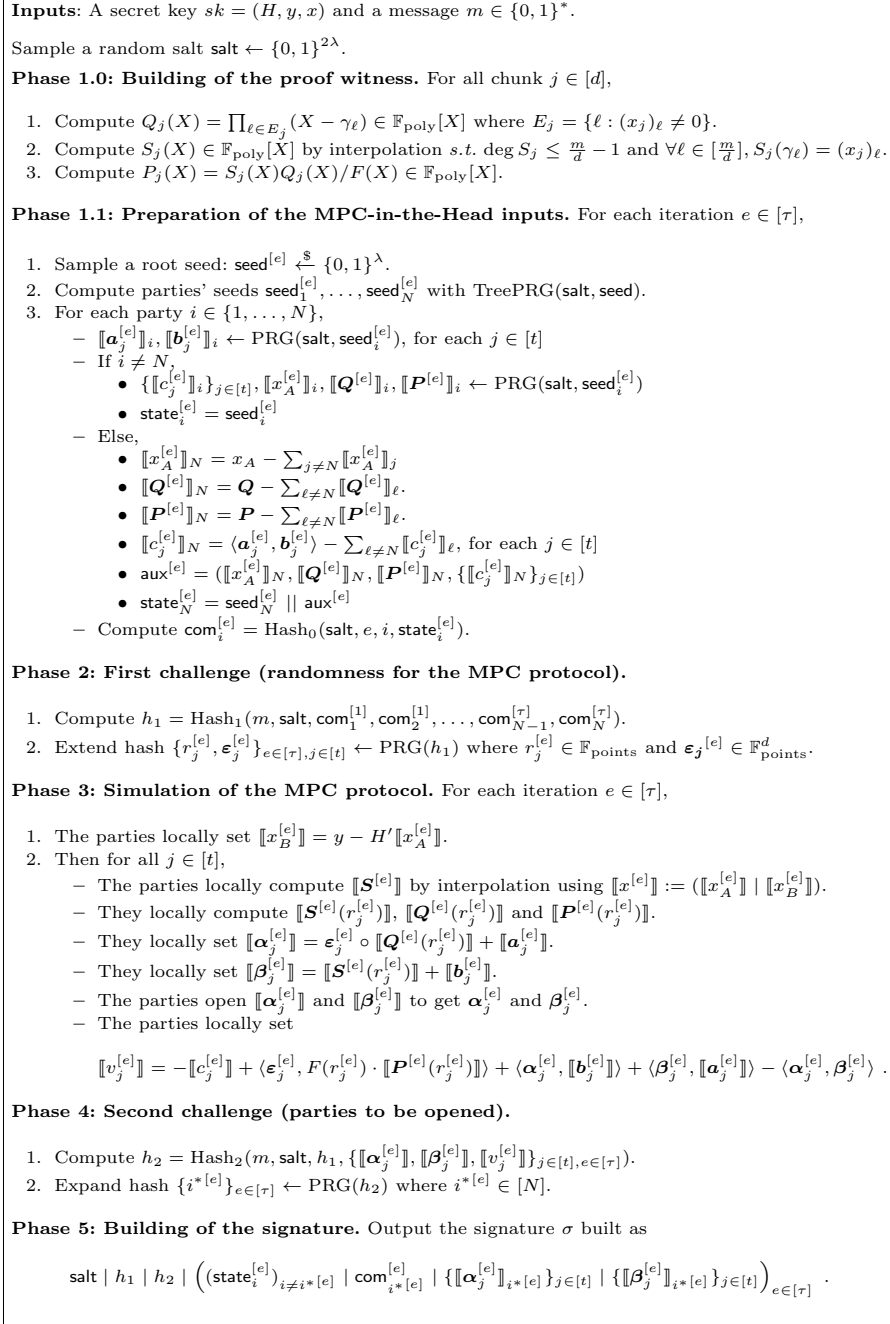 Inputs: A secret key sk = (H, y, x) and a message m ∈ {0, 1}*.
Sample a random salt salt ← {0, 1}^{2λ}.
Phase 1.0: Building of the proof witness. For all chunk j ∈ [d],
1. Compute Q_j(X) = ∏_{ℓ∈E_j}(X − γ_ℓ) ∈ 𝔽_poly[X] where E_j = {ℓ : (x_j)_ℓ ≠ 0}.
2. Compute S_j(X) ∈ 𝔽_poly[X] by interpolation s.t. deg S_j ≤ m/d − 1 and ∀ℓ ∈ [m/d], S_j(γ_ℓ) = (x_j)_ℓ.
3. Compute P_j(X) = S_j(X)Q_j(X)/F(X) ∈ 𝔽_poly[X].
Phase 1.1: Preparation of the MPC-in-the-Head inputs. For each iteration e ∈ [τ],
1. Sample a root seed: seed^{[e]} ←$ {0, 1}^λ.
2. Compute parties' seeds seed_1^{[e]}, . . . , seed_N^{[e]} with TreePRG(salt, seed).
3. For each party i ∈ {1, . . . , N},
– ⟦a_j^{[e]}⟧_i, ⟦b_j^{[e]}⟧_i ← PRG(salt, seed_i^{[e]}), for each j ∈ [t]
– If i ≠ N,
• {⟦c_j^{[e]}⟧_i}_{j∈[t]}, ⟦x_A^{[e]}⟧_i, ⟦Q^{[e]}⟧_i, ⟦P^{[e]}⟧_i ← PRG(salt, seed_i^{[e]})
• state_i^{[e]} = seed_i^{[e]}
– Else,
• ⟦x_A^{[e]}⟧_N = x_A − ∑_{j≠N}⟦x_A^{[e]}⟧_j
• ⟦Q^{[e]}⟧_N = Q − ∑_{ℓ≠N}⟦Q^{[e]}⟧_ℓ.
• ⟦P^{[e]}⟧_N = P − ∑_{ℓ≠N}⟦P^{[e]}⟧_ℓ.
• ⟦c_j^{[e]}⟧_N = ⟨a_j^{[e]}, b_j^{[e]}⟩ − ∑_{ℓ≠N}⟦c_j^{[e]}⟧_ℓ, for each j ∈ [t]
• aux^{[e]} = (⟦x_A^{[e]}⟧_N, ⟦Q^{[e]}⟧_N, ⟦P^{[e]}⟧_N, {⟦c_j^{[e]}⟧_N}_{j∈[t]})
• state_N^{[e]} = seed_N^{[e]} || aux^{[e]}
– Compute com_i^{[e]} = Hash_0(salt, e, i, state_i^{[e]}).
Phase 2: First challenge (randomness for the MPC protocol).
1. Compute h_1 = Hash_1(m, salt, com_1^{[1]}, com_2^{[1]}, . . . , com_{N−1}^{[τ]}, com_N^{[τ]}).
2. Extend hash {r_j^{[e]}, ε_j^{[e]}}_{e∈[τ],j∈[t]} ← PRG(h_1) where r_j^{[e]} ∈ 𝔽_points and ε_j^{[e]} ∈ 𝔽_points^d.
Phase 3: Simulation of the MPC protocol. For each iteration e ∈ [τ],
1. The parties locally set ⟦x_B^{[e]}⟧ = y − H′⟦x_A^{[e]}⟧.
2. Then for all j ∈ [t],
– The parties locally compute ⟦S^{[e]}⟧ by interpolation using ⟦x^{[e]}⟧ := (⟦x_A^{[e]}⟧ | ⟦x_B^{[e]}⟧).
– They locally compute ⟦S^{[e]}(r_j^{[e]})⟧, ⟦Q^{[e]}(r_j^{[e]})⟧ and ⟦P^{[e]}(r_j^{[e]})⟧.
– They locally set ⟦α_j^{[e]}⟧ = ε_j^{[e]} ∘ ⟦Q^{[e]}(r_j^{[e]})⟧ + ⟦a_j^{[e]}⟧.
– They locally set ⟦β_j^{[e]}⟧ = ⟦S^{[e]}(r_j^{[e]})⟧ + ⟦b_j^{[e]}⟧.
– The parties open ⟦α_j^{[e]}⟧ and ⟦β_j^{[e]}⟧ to get α_j^{[e]} and β_j^{[e]}.
– The parties locally set
⟦v_j^{[e]}⟧ = −⟦c_j^{[e]}⟧ + ⟨ε_j^{[e]}, F(r_j^{[e]}) · ⟦P^{[e]}(r_j^{[e]})⟧⟩ + ⟨α_j^{[e]}, ⟦b_j^{[e]}⟧⟩ + ⟨β_j^{[e]}, ⟦a_j^{[e]}⟧⟩ − ⟨α_j^{[e]}, β_j^{[e]}⟩ .
Phase 4: Second challenge (parties to be opened).
1. Compute h_2 = Hash_2(m, salt, h_1, {⟦α_j^{[e]}⟧, ⟦β_j^{[e]}⟧, ⟦v_j^{[e]}⟧}_{j∈[t],e∈[τ]}).
2. Expand hash {i*^{[e]}}_{e∈[τ]} ← PRG(h_2) where i*^{[e]} ∈ [N].
Phase 5: Building of the signature. Output the signature σ built as
salt | h_1 | h_2 | ((state_i^{[e]})_{i≠i*^{[e]}} | com_{i*^{[e]}}^{[e]} | {⟦α_j^{[e]}⟧_{i*^{[e]}}}_{j∈[t]} | {⟦β_j^{[e]}⟧_{i*^{[e]}}}_{j∈[t]})_{e∈[τ]} .